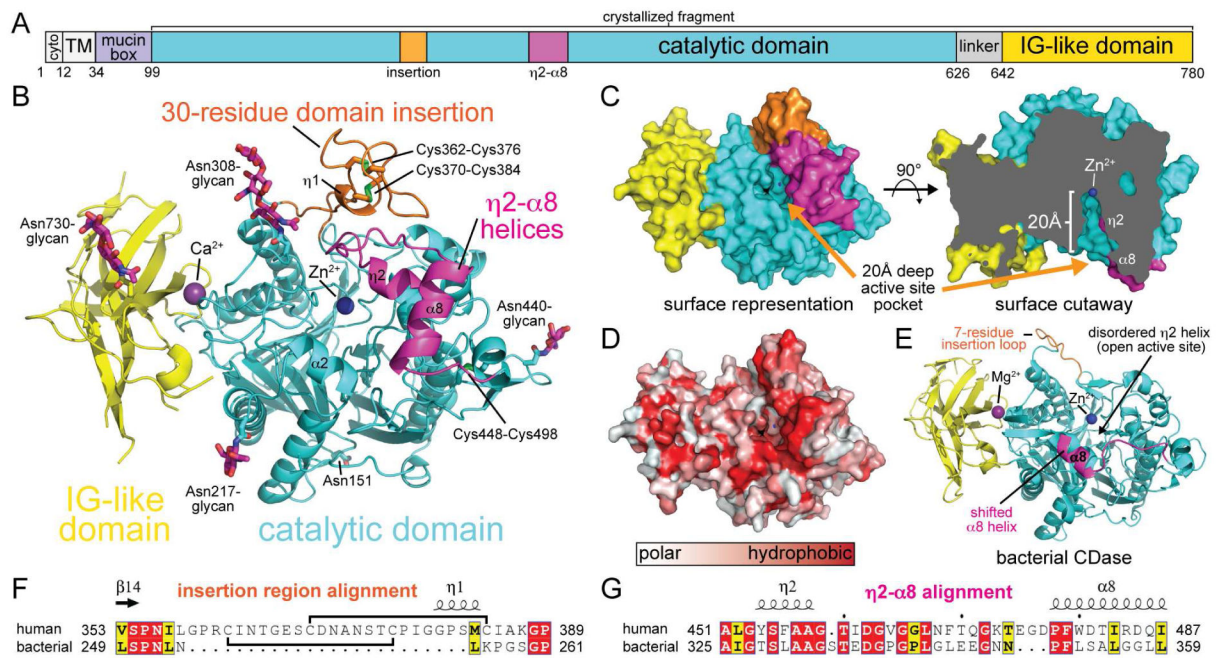 A
crystallized fragment
cyto
TM
mucin
box
catalytic domain
linker
IG-like domain
1 12 34 99 insertion η2-α8 626 642 780
B
30-residue domain insertion
Asn308-
glycan
Cys362-Cys376
Cys370-Cys384
η1
Asn730-
glycan
η2-α8
helices
Ca²⁺
Zn²⁺
η2
α8
Asn440-
glycan
α2
Cys448-Cys498
Asn217-
glycan
Asn151
IG-like
domain
catalytic domain
C
90°
Zn²⁺
20Å
η2
α8
20Å deep
active site
pocket
surface representation
surface cutaway
D
polar hydrophobic
E
7-residue
insertion loop
disordered η2 helix
(open active site)
Mg²⁺
Zn²⁺
α8
shifted
α8 helix
bacterial CDase
F
β14 insertion region alignment η1
human 353 VSPNILGPRCINTGESCDNANSTCPIGGPSMCIAKGP 389
bacterial 249 LSPNLN........................LKPGSGP 261
G
η2 η2-α8 alignment α8
human 451 ALGYSFAAG.TIDGVGGLNFTQGKTEGDPFWDTIRDQI 487
bacterial 325 AIGTSLAAGSTEDGPGPLGLEEGNN...PFLSALGGLL 359